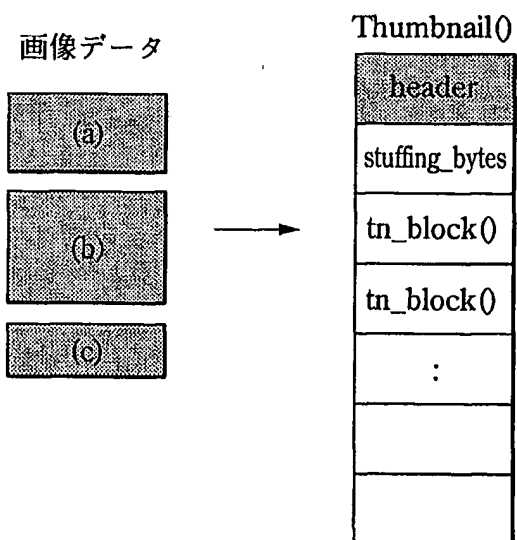 画像データ
(a)
(b)
(c)
Thumbnail()
header
stuffing_bytes
tn_block()
tn_block()
: